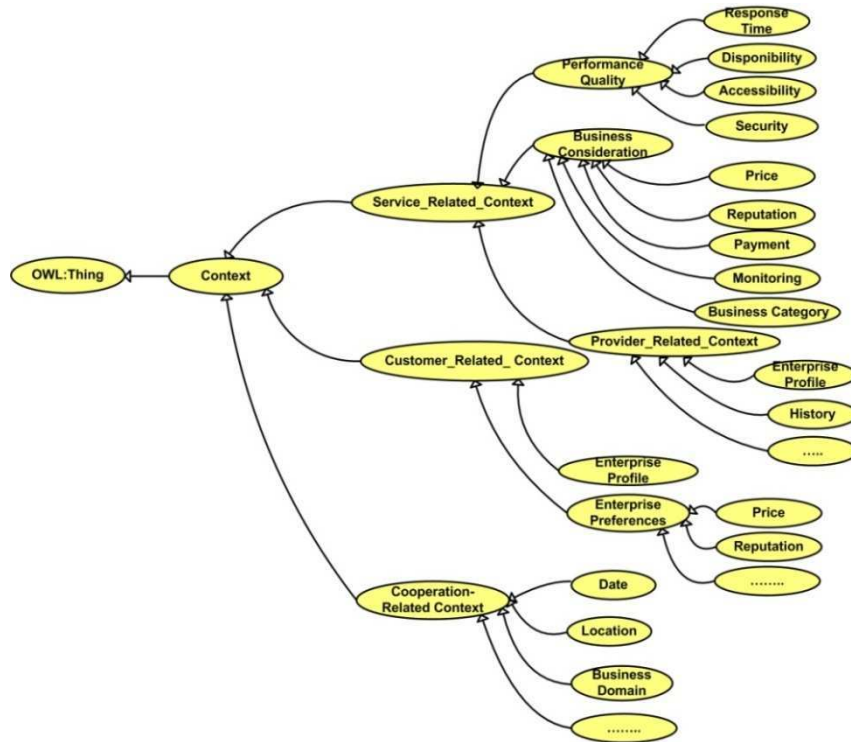 Response
Time
Performance
Quality
Disponibility
Accessibility
Security
Business
Consideration
Price
Service_Related_Context
Reputation
Payment
OWL:Thing
Context
Monitoring
Business Category
Provider_Related_Context
Customer_Related_ Context
Enterprise
Profile
History
.....
Enterprise
Profile
Enterprise
Preferences
Price
Reputation
........
Cooperation-
Related Context
Date
Location
Business
Domain
........